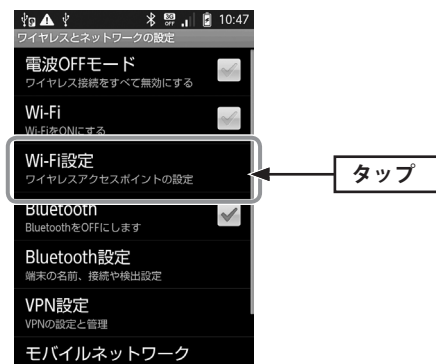 3G
OFF
10:47
ワイヤレスとネットワークの設定
電波OFFモード
ワイヤレス接続をすべて無効にする
Wi-Fi
Wi-FiをONにする
Wi-Fi設定
ワイヤレスアクセスポイントの設定
タップ
Bluetooth
BluetoothをOFFにします
Bluetooth設定
端末の名前、接続や検出設定
VPN設定
VPNの設定と管理
モバイルネットワーク